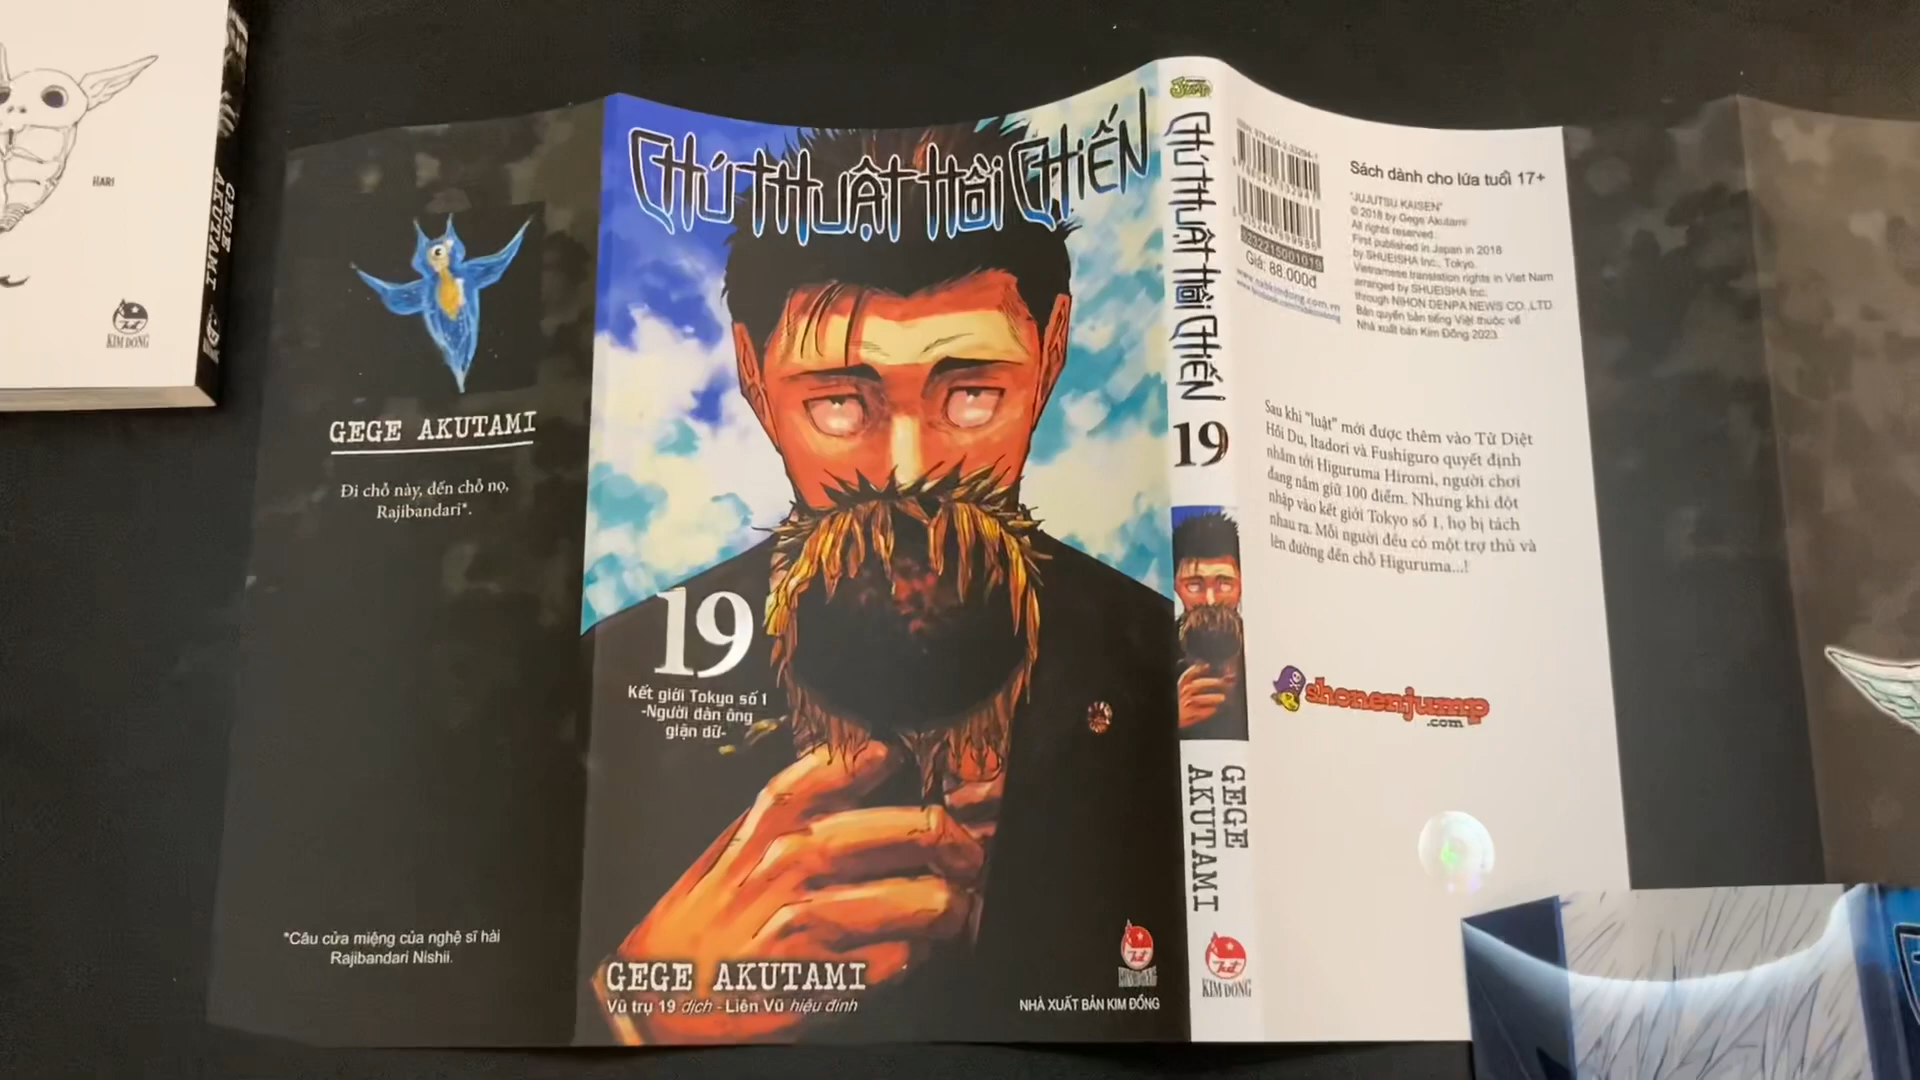 HARI
KIM ĐỒNG
GEGE
AKUTAMI
GEGE AKUTAMI
Đi chỗ này, đến chỗ nọ,
Rajibandari*.
*Câu cửa miệng của nghệ sĩ hài
Rajibandari Nishii.
CHÚ THUẬT HỒI CHIẾN
19
Kết giới Tokyo số 1
-Người đàn ông
giận dữ-
GEGE AKUTAMI
Vũ trụ 19 dịch - Liên Vũ hiệu đính
NHÀ XUẤT BẢN KIM ĐỒNG
JUMP
CHÚ THUẬT HỒI CHIẾN
19
GEGE
AKUTAMI
KIM ĐỒNG
5232215001019
Giá: 88.000đ
www.nxbkimdong.com.vn
Sách dành cho lứa tuổi 17+
"JUJUTSU KAISEN"
© 2018 by Gege Akutami
All rights reserved.
First published in Japan in 2018
by SHUEISHA Inc., Tokyo.
Vietnamese translation rights in Viet Nam
arranged by SHUEISHA Inc.
through NIHON DENPA NEWS CO.,LTD.
Bản quyền bản tiếng Việt thuộc về
Nhà xuất bản Kim Đồng 2023
Sau khi "luật" mới được thêm vào Tử Diệt
Hồi Du, Itadori và Fushiguro quyết định
nhắm tới Higuruma Hiromi, người chơi
đang nắm giữ 100 điểm. Nhưng khi đột
nhập vào kết giới Tokyo số 1, họ bị tách
nhau ra. Mỗi người đều có một trợ thủ và
lên đường đến chỗ Higuruma...!
shonenjump
.com